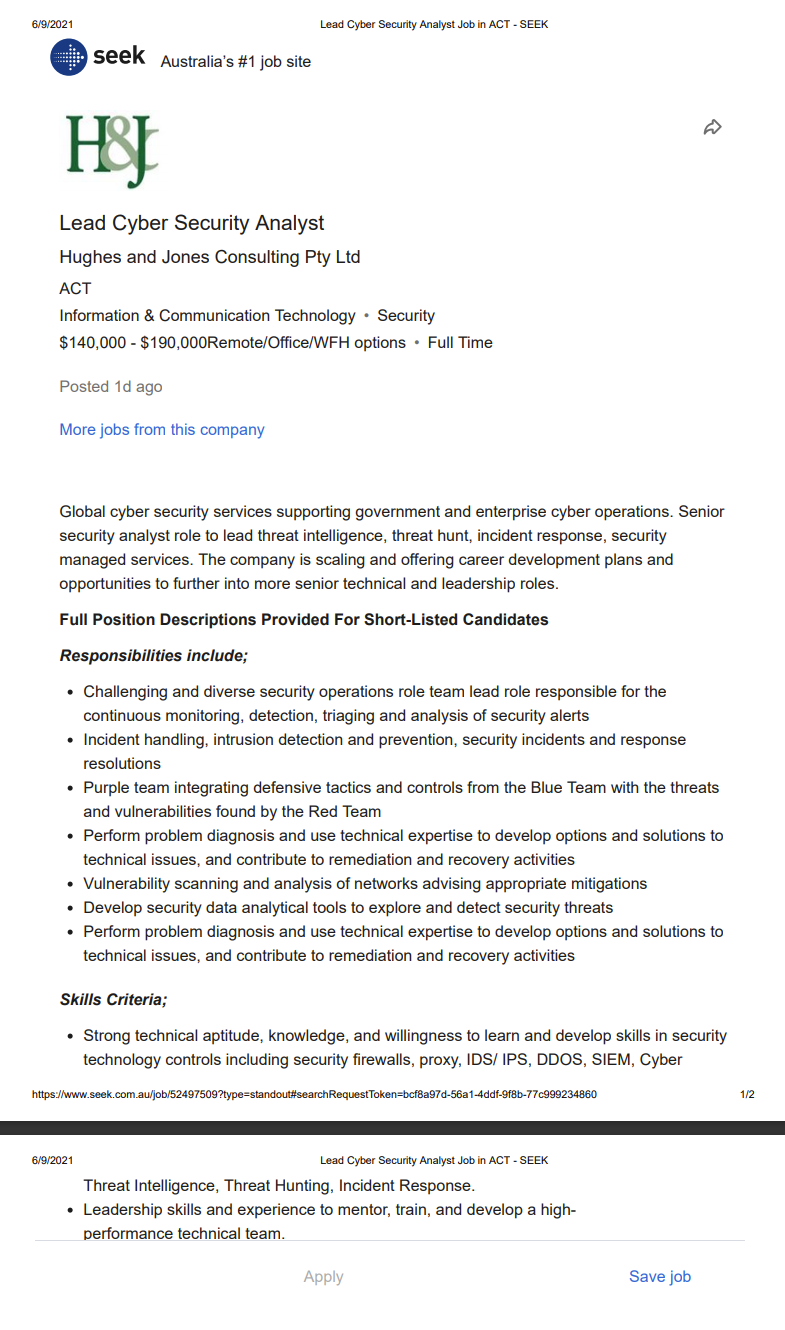 6/9/2021 Lead Cyber Security Analyst Job in ACT - SEEK
seek Australia's #1 job site
H&J
Lead Cyber Security Analyst
Hughes and Jones Consulting Pty Ltd
ACT
Information & Communication Technology • Security
$140,000 - $190,000Remote/Office/WFH options • Full Time
Posted 1d ago
More jobs from this company
Global cyber security services supporting government and enterprise cyber operations. Senior
security analyst role to lead threat intelligence, threat hunt, incident response, security
managed services. The company is scaling and offering career development plans and
opportunities to further into more senior technical and leadership roles.
Full Position Descriptions Provided For Short-Listed Candidates
Responsibilities include;
• Challenging and diverse security operations role team lead role responsible for the
continuous monitoring, detection, triaging and analysis of security alerts
• Incident handling, intrusion detection and prevention, security incidents and response
resolutions
• Purple team integrating defensive tactics and controls from the Blue Team with the threats
and vulnerabilities found by the Red Team
• Perform problem diagnosis and use technical expertise to develop options and solutions to
technical issues, and contribute to remediation and recovery activities
• Vulnerability scanning and analysis of networks advising appropriate mitigations
• Develop security data analytical tools to explore and detect security threats
• Perform problem diagnosis and use technical expertise to develop options and solutions to
technical issues, and contribute to remediation and recovery activities
Skills Criteria;
• Strong technical aptitude, knowledge, and willingness to learn and develop skills in security
technology controls including security firewalls, proxy, IDS/ IPS, DDOS, SIEM, Cyber
https://www.seek.com.au/job/52497509?type=standout#searchRequestToken=bcf8a97d-56a1-4ddf-9f8b-77c999234860 1/2
6/9/2021 Lead Cyber Security Analyst Job in ACT - SEEK
Threat Intelligence, Threat Hunting, Incident Response.
• Leadership skills and experience to mentor, train, and develop a high-
performance technical team.
Apply Save job